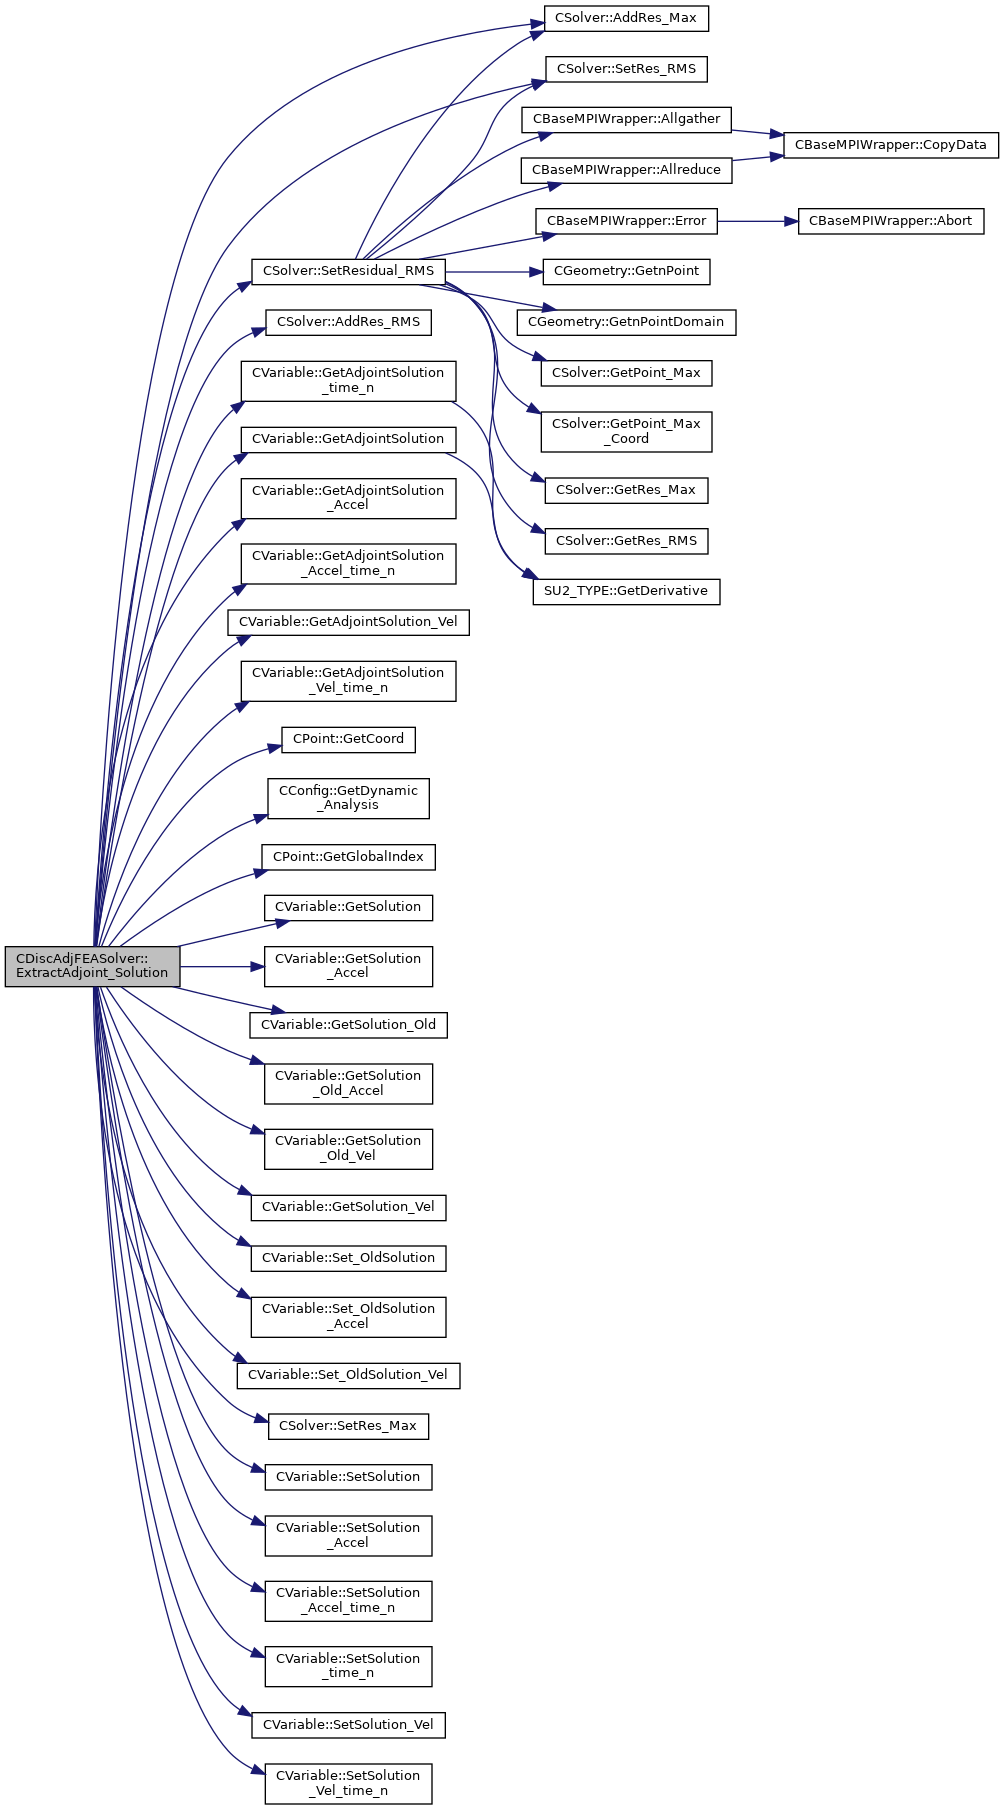 CSolver::AddRes_Max
CSolver::SetRes_RMS
CBaseMPIWrapper::Allgather
CBaseMPIWrapper::CopyData
CBaseMPIWrapper::Allreduce
CBaseMPIWrapper::Error
CBaseMPIWrapper::Abort
CSolver::SetResidual_RMS
CGeometry::GetnPoint
CSolver::AddRes_RMS
CGeometry::GetnPointDomain
CVariable::GetAdjointSolution
_time_n
CSolver::GetPoint_Max
CVariable::GetAdjointSolution
CSolver::GetPoint_Max
_Coord
CVariable::GetAdjointSolution
_Accel
CSolver::GetRes_Max
CVariable::GetAdjointSolution
_Accel_time_n
CSolver::GetRes_RMS
SU2_TYPE::GetDerivative
CVariable::GetAdjointSolution_Vel
CVariable::GetAdjointSolution
_Vel_time_n
CPoint::GetCoord
CConfig::GetDynamic
_Analysis
CPoint::GetGlobalIndex
CVariable::GetSolution
CDiscAdjFEASolver::
ExtractAdjoint_Solution
CVariable::GetSolution
_Accel
CVariable::GetSolution_Old
CVariable::GetSolution
_Old_Accel
CVariable::GetSolution
_Old_Vel
CVariable::GetSolution_Vel
CVariable::Set_OldSolution
CVariable::Set_OldSolution
_Accel
CVariable::Set_OldSolution_Vel
CSolver::SetRes_Max
CVariable::SetSolution
CVariable::SetSolution
_Accel
CVariable::SetSolution
_Accel_time_n
CVariable::SetSolution
_time_n
CVariable::SetSolution_Vel
CVariable::SetSolution
_Vel_time_n